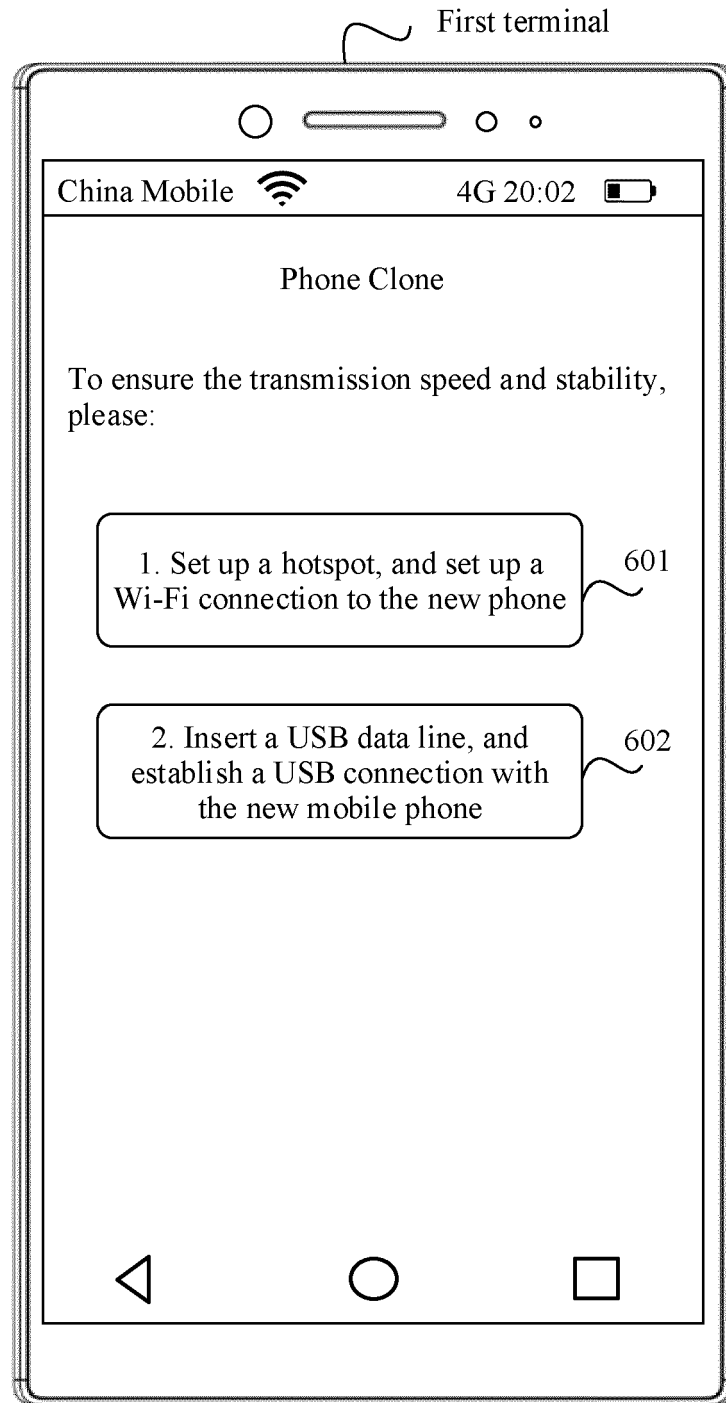 First terminal
China Mobile 4G 20:02
Phone Clone
To ensure the transmission speed and stability,
please:
1. Set up a hotspot, and set up a
Wi-Fi connection to the new phone
601
2. Insert a USB data line, and
establish a USB connection with
the new mobile phone
602